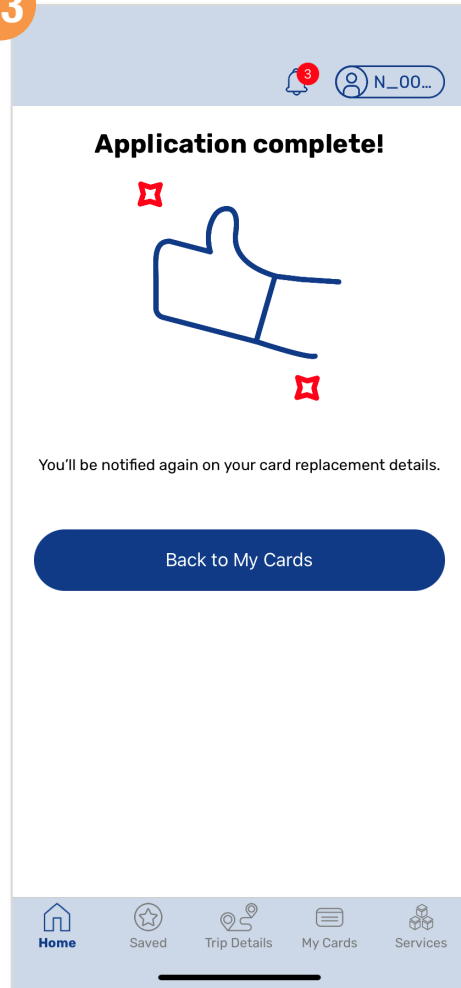 3
3
N_00...
Application complete!
You'll be notified again on your card replacement details.
Back to My Cards
Home
Saved
Trip Details
My Cards
Services